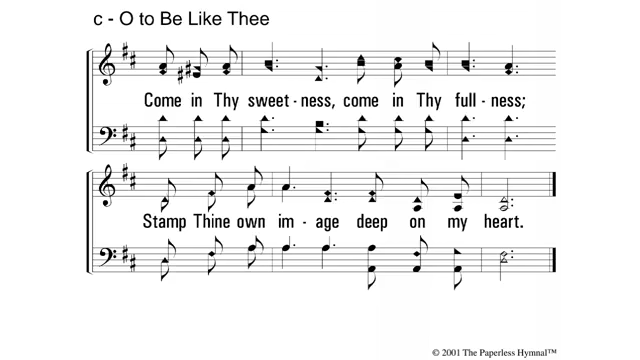 c - O to Be Like Thee
Come in Thy sweet - ness, come in Thy full - ness;
Stamp Thine own im - age deep on my heart.
© 2001 The Paperless Hymnal™